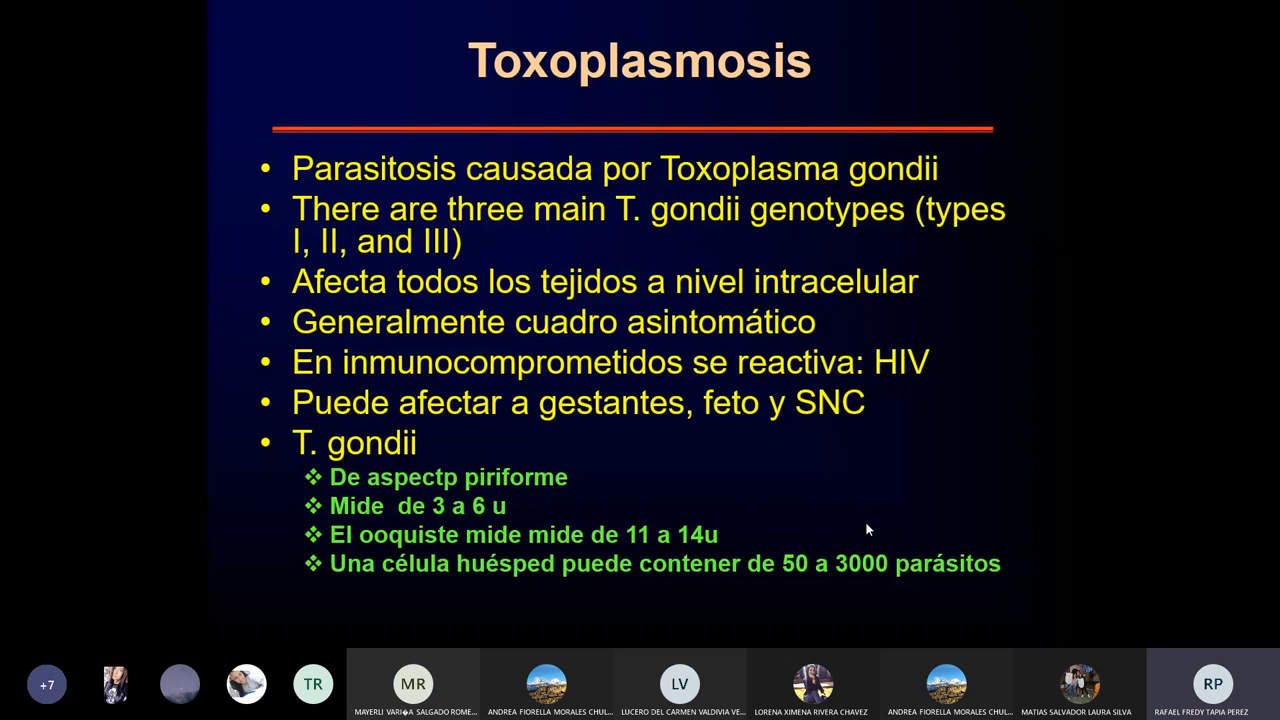 Toxoplasmosis
• Parasitosis causada por Toxoplasma gondii
• There are three main T. gondii genotypes (types
I, II, and III)
• Afecta todos los tejidos a nivel intracelular
• Generalmente cuadro asintomático
• En inmunocomprometidos se reactiva: HIV
• Puede afectar a gestantes, feto y SNC
• T. gondii
❖ De aspectp piriforme
❖ Mide  de 3 a 6 u
❖ El ooquiste mide mide de 11 a 14u
❖ Una célula huésped puede contener de 50 a 3000 parásitos
+7
TR
MR
LV
RP
MAYERLI VARI�A SALGADO ROME...
ANDREA FIORELLA MORALES CHUL...
LUCERO DEL CARMEN VALDIVIA VE...
LORENA XIMENA RIVERA CHAVEZ
ANDREA FIORELLA MORALES CHUL...
MATIAS SALVADOR LAURA SILVA
RAFAEL FREDY TAPIA PEREZ